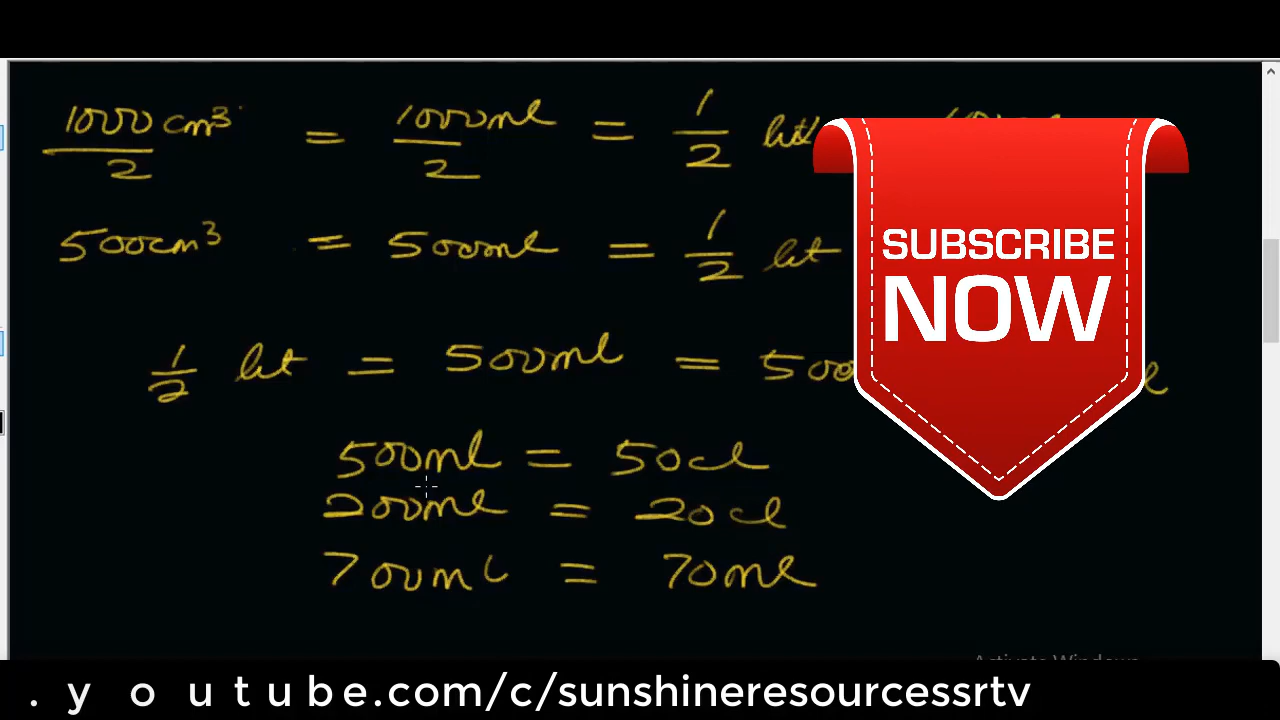 1000cm³/2 = 1000ml/2 = 1/2 lit
500cm³ = 500ml = 1/2 lit
1/2 lit = 500ml = 500
500ml = 50cl
200ml = 20cl
700ml = 70ml
SUBSCRIBE
NOW
. y o u t u b e.com/c/sunshineresourcessrtv